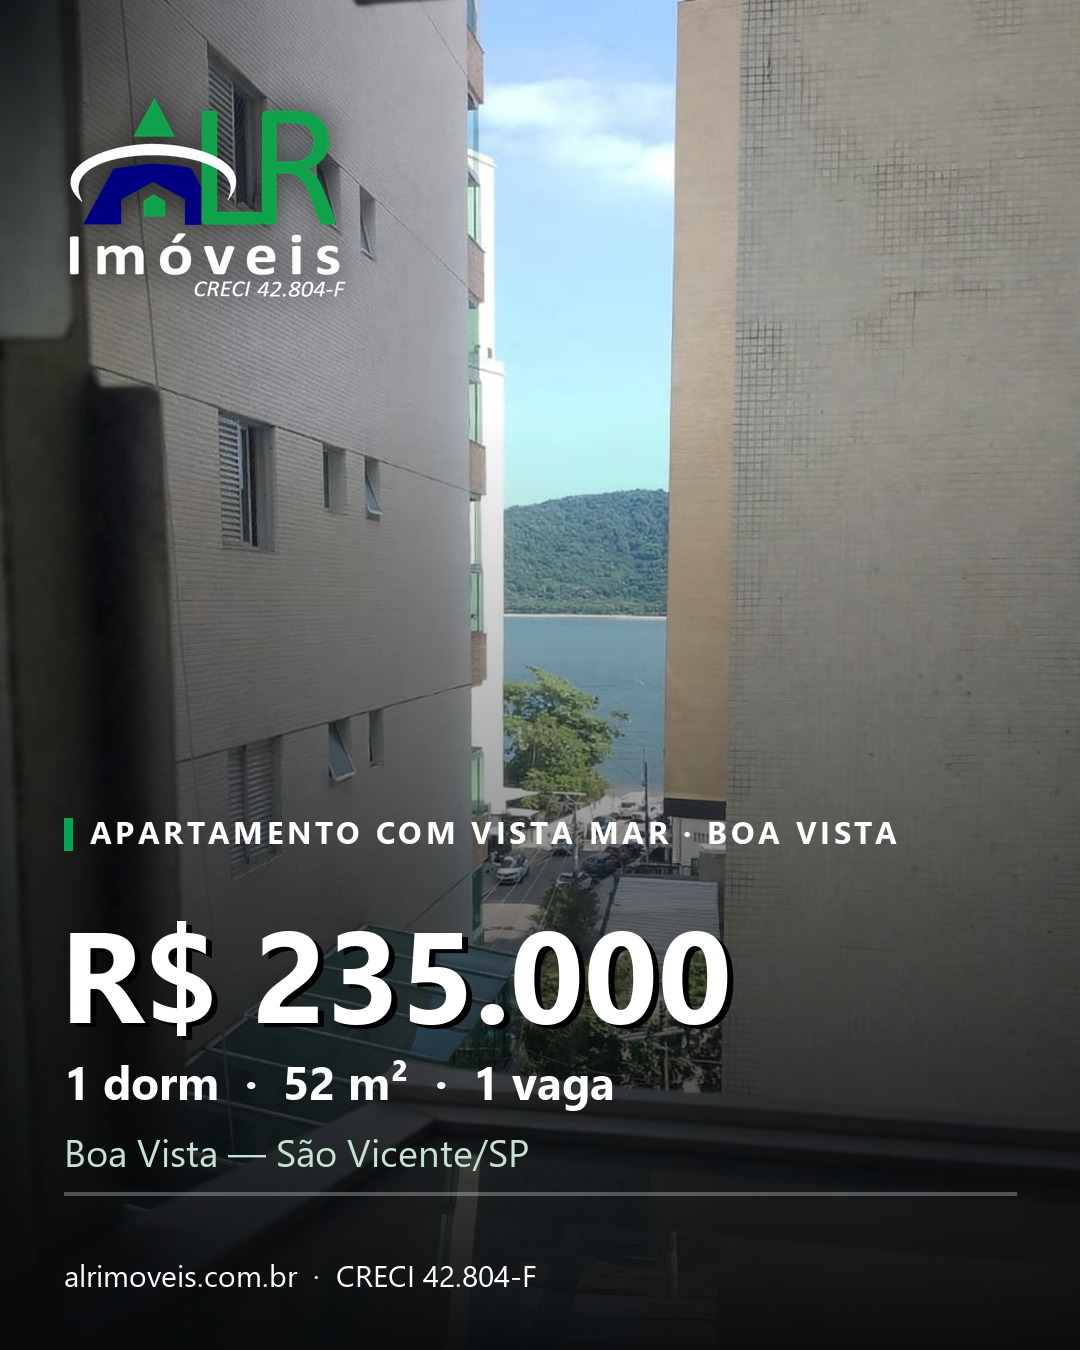 ALR
Imóveis
CRECI 42.804-F
APARTAMENTO COM VISTA MAR · BOA VISTA
R$ 235.000
1 dorm · 52 m² · 1 vaga
Boa Vista — São Vicente/SP
alrimoveis.com.br · CRECI 42.804-F